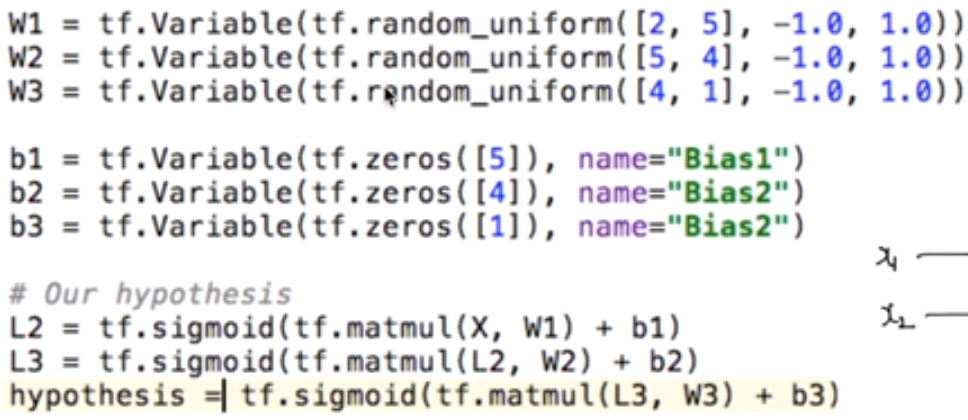 W1 = tf.Variable(tf.random_uniform([2, 5], -1.0, 1.0))
W2 = tf.Variable(tf.random_uniform([5, 4], -1.0, 1.0))
W3 = tf.Variable(tf.random_uniform([4, 1], -1.0, 1.0))
b1 = tf.Variable(tf.zeros([5]), name="Bias1")
b2 = tf.Variable(tf.zeros([4]), name="Bias2")
b3 = tf.Variable(tf.zeros([1]), name="Bias2")
x₁
# Our hypothesis
x₂
L2 = tf.sigmoid(tf.matmul(X, W1) + b1)
L3 = tf.sigmoid(tf.matmul(L2, W2) + b2)
hypothesis = tf.sigmoid(tf.matmul(L3, W3) + b3)